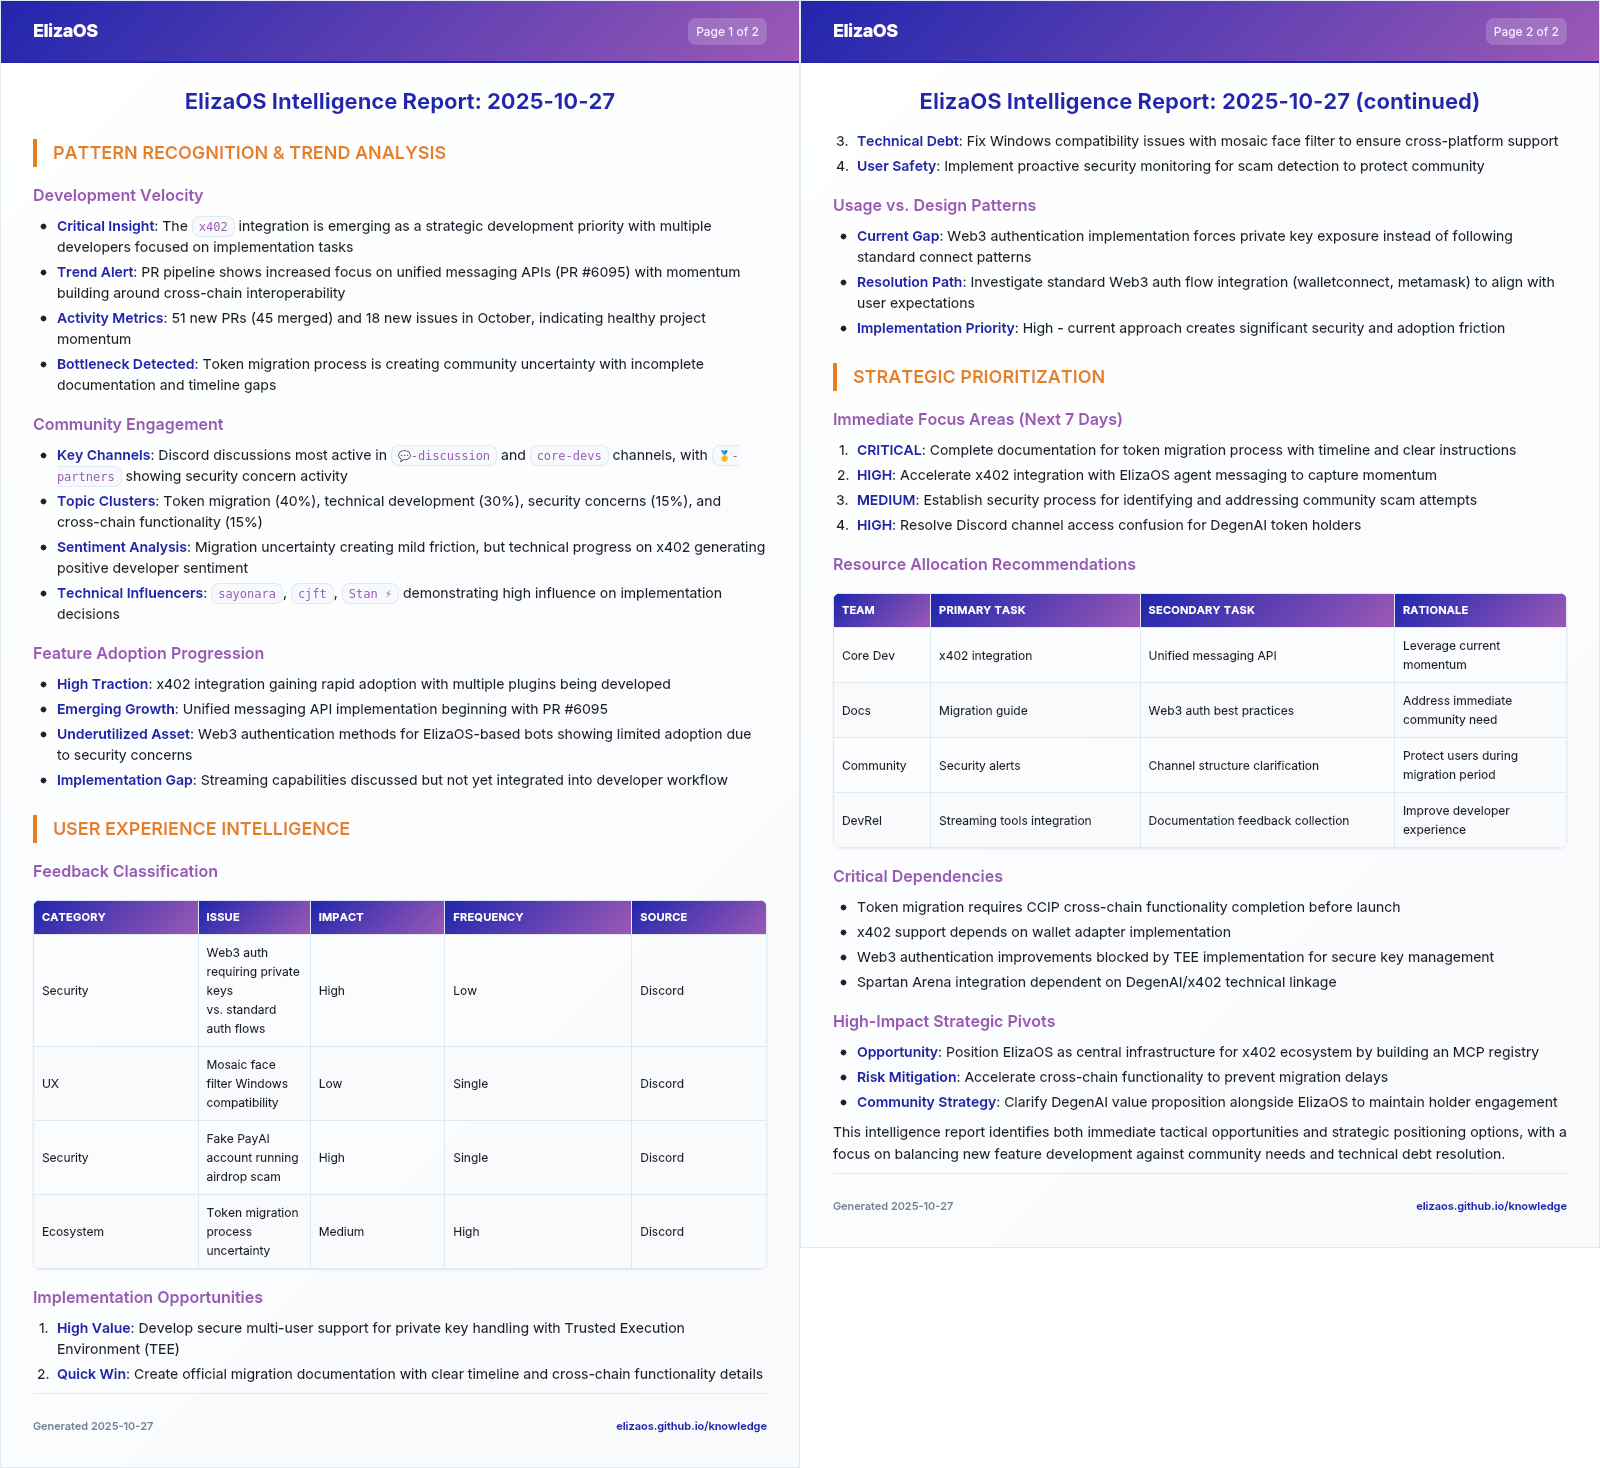 ElizaOS
Page 1 of 2
ElizaOS Intelligence Report: 2025-10-27
PATTERN RECOGNITION & TREND ANALYSIS
Development Velocity
• Critical Insight: The x402 integration is emerging as a strategic development priority with multiple
developers focused on implementation tasks
• Trend Alert: PR pipeline shows increased focus on unified messaging APIs (PR #6095) with momentum
building around cross-chain interoperability
• Activity Metrics: 51 new PRs (45 merged) and 18 new issues in October, indicating healthy project
momentum
• Bottleneck Detected: Token migration process is creating community uncertainty with incomplete
documentation and timeline gaps
Community Engagement
• Key Channels: Discord discussions most active in 💬-discussion and core-devs channels, with 🥇-
partners showing security concern activity
• Topic Clusters: Token migration (40%), technical development (30%), security concerns (15%), and
cross-chain functionality (15%)
• Sentiment Analysis: Migration uncertainty creating mild friction, but technical progress on x402 generating
positive developer sentiment
• Technical Influencers: sayonara, cjft, Stan ⚡ demonstrating high influence on implementation
decisions
Feature Adoption Progression
• High Traction: x402 integration gaining rapid adoption with multiple plugins being developed
• Emerging Growth: Unified messaging API implementation beginning with PR #6095
• Underutilized Asset: Web3 authentication methods for ElizaOS-based bots showing limited adoption due
to security concerns
• Implementation Gap: Streaming capabilities discussed but not yet integrated into developer workflow
USER EXPERIENCE INTELLIGENCE
Feedback Classification
CATEGORY ISSUE IMPACT FREQUENCY SOURCE
Security Web3 auth
requiring private
keys
vs. standard
auth flows High Low Discord
UX Mosaic face
filter Windows
compatibility Low Single Discord
Security Fake PayAI
account running
airdrop scam High Single Discord
Ecosystem Token migration
process
uncertainty Medium High Discord
Implementation Opportunities
1. High Value: Develop secure multi-user support for private key handling with Trusted Execution
Environment (TEE)
2. Quick Win: Create official migration documentation with clear timeline and cross-chain functionality details
Generated 2025-10-27
elizaos.github.io/knowledge
ElizaOS
Page 2 of 2
ElizaOS Intelligence Report: 2025-10-27 (continued)
3. Technical Debt: Fix Windows compatibility issues with mosaic face filter to ensure cross-platform support
4. User Safety: Implement proactive security monitoring for scam detection to protect community
Usage vs. Design Patterns
• Current Gap: Web3 authentication implementation forces private key exposure instead of following
standard connect patterns
• Resolution Path: Investigate standard Web3 auth flow integration (walletconnect, metamask) to align with
user expectations
• Implementation Priority: High - current approach creates significant security and adoption friction
STRATEGIC PRIORITIZATION
Immediate Focus Areas (Next 7 Days)
1. CRITICAL: Complete documentation for token migration process with timeline and clear instructions
2. HIGH: Accelerate x402 integration with ElizaOS agent messaging to capture momentum
3. MEDIUM: Establish security process for identifying and addressing community scam attempts
4. HIGH: Resolve Discord channel access confusion for DegenAI token holders
Resource Allocation Recommendations
TEAM PRIMARY TASK SECONDARY TASK RATIONALE
Core Dev x402 integration Unified messaging API Leverage current
momentum
Docs Migration guide Web3 auth best practices Address immediate
community need
Community Security alerts Channel structure clarification Protect users during
migration period
DevRel Streaming tools integration Documentation feedback collection Improve developer
experience
Critical Dependencies
• Token migration requires CCIP cross-chain functionality completion before launch
• x402 support depends on wallet adapter implementation
• Web3 authentication improvements blocked by TEE implementation for secure key management
• Spartan Arena integration dependent on DegenAI/x402 technical linkage
High-Impact Strategic Pivots
• Opportunity: Position ElizaOS as central infrastructure for x402 ecosystem by building an MCP registry
• Risk Mitigation: Accelerate cross-chain functionality to prevent migration delays
• Community Strategy: Clarify DegenAI value proposition alongside ElizaOS to maintain holder engagement
This intelligence report identifies both immediate tactical opportunities and strategic positioning options, with a
focus on balancing new feature development against community needs and technical debt resolution.
Generated 2025-10-27
elizaos.github.io/knowledge